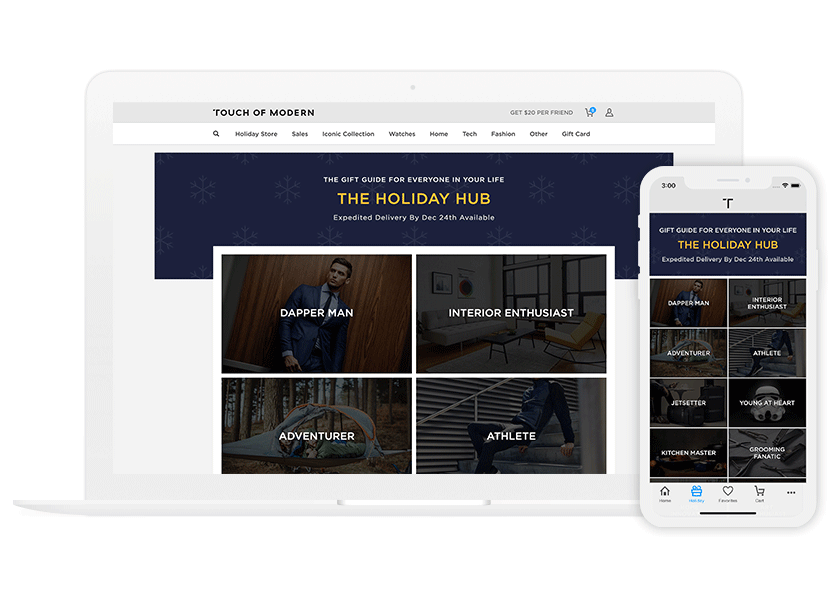 TOUCH OF MODERN
GET $20 PER FRIEND
Holiday Store Sales Iconic Collection Watches Home Tech Fashion Other Gift Card
THE GIFT GUIDE FOR EVERYONE IN YOUR LIFE
THE HOLIDAY HUB
Expedited Delivery By Dec 24th Available
DAPPER MAN
INTERIOR ENTHUSIAST
ADVENTURER
ATHLETE
3:00
T
GIFT GUIDE FOR EVERYONE IN YOUR LIFE
THE HOLIDAY HUB
Expedited Delivery By Dec 24th Available
DAPPER MAN
INTERIOR
ENTHUSIAST
ADVENTURER
ATHLETE
JETSETTER
YOUNG AT HEART
KITCHEN MASTER
GROOMING
FANATIC
Home Holiday Favorites Cart